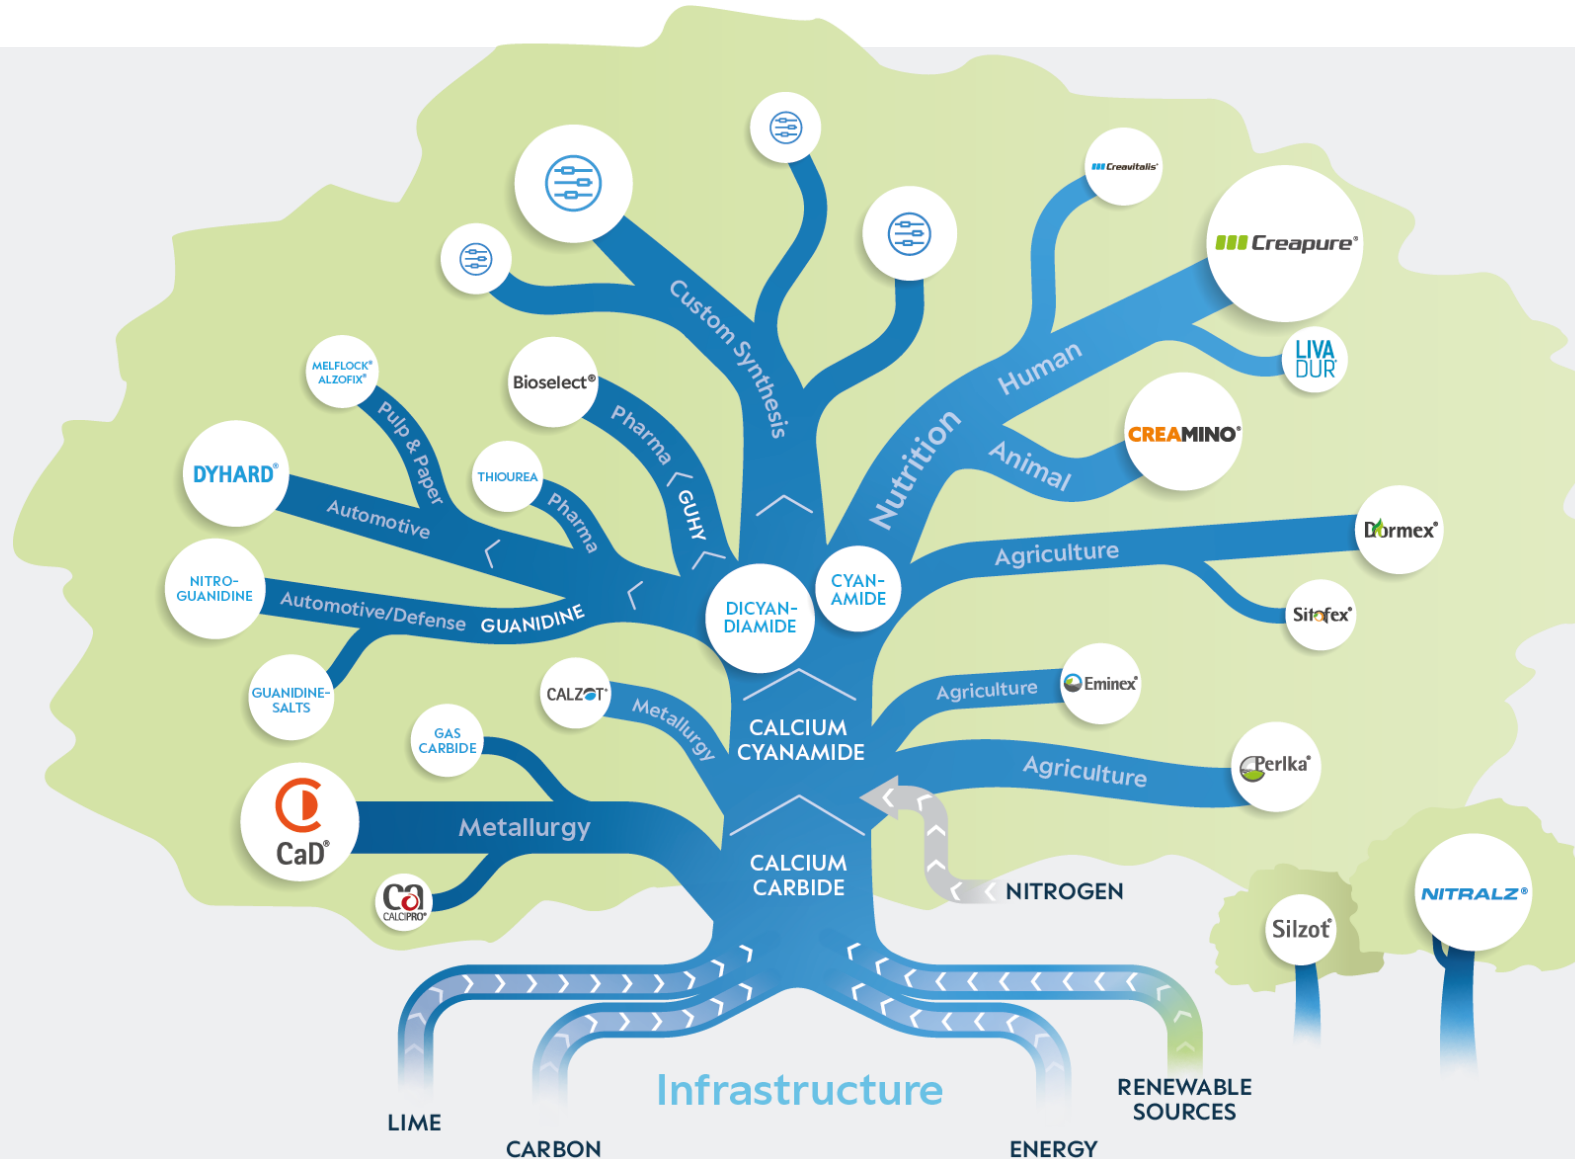 Creavitalis®
Creapure®
LIVA
DUR®
Custom Synthesis
Human
MELFLOCK®
ALZOFIX®
Bioselect®
Pulp & Paper
Pharma
CREAMINO®
Nutrition
Animal
DYHARD®
THIOUREA
Automotive
Pharma
GUHY
Dormex®
Agriculture
NITRO-
GUANIDINE
Automotive/Defense
GUANIDINE
DICYAN-
DIAMIDE
CYAN-
AMIDE
Sitofex®
GUANIDINE-
SALTS
CALZOT®
Metallurgy
Agriculture
Eminex®
GAS
CARBIDE
CALCIUM
CYANAMIDE
Agriculture
Perlka®
CaD®
Metallurgy
CALCIUM
CARBIDE
NITROGEN
Ca
CALCIPRO®
Silzot®
NITRALZ®
Infrastructure
LIME
CARBON
ENERGY
RENEWABLE
SOURCES